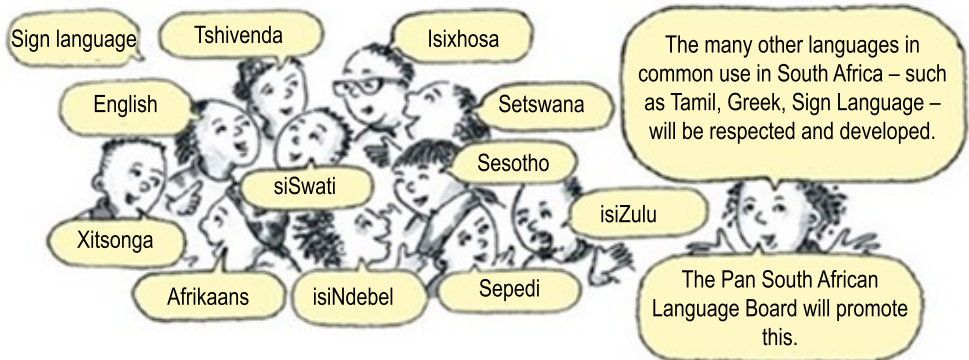 Sign language
Tshivenda
Isixhosa
English
Setswana
Sesotho
siSwati
isiZulu
Xitsonga
Afrikaans
isiNdebel
Sepedi
The many other languages in
common use in South Africa – such
as Tamil, Greek, Sign Language –
will be respected and developed.
The Pan South African
Language Board will promote
this.